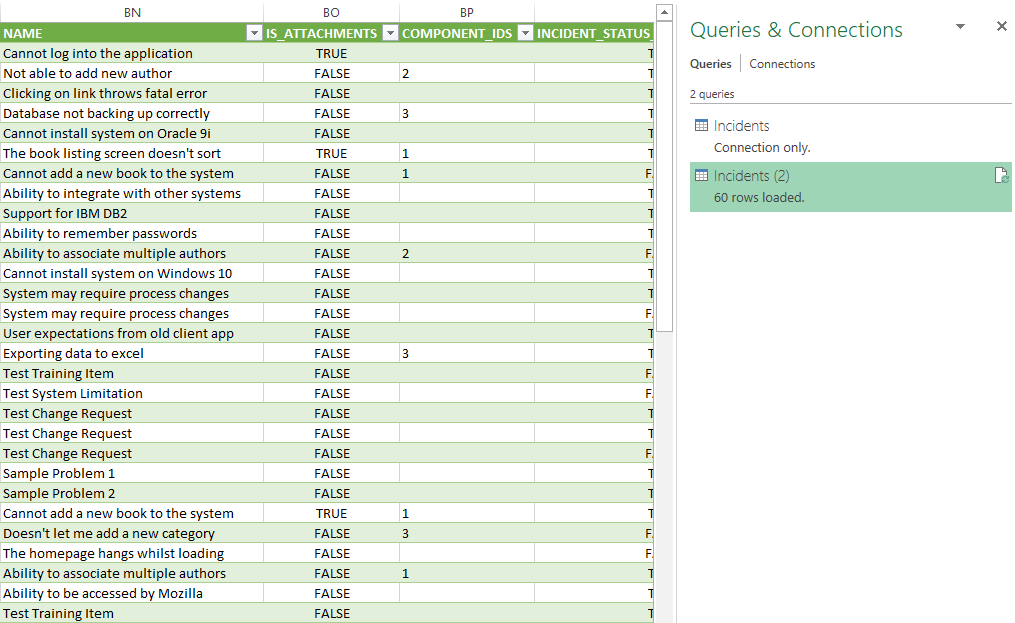 BN BO BP
NAME IS_ATTACHMENTS COMPONENT_IDS INCIDENT_STATUS_
Cannot log into the application TRUE T
Not able to add new author FALSE 2 T
Clicking on link throws fatal error FALSE T
Database not backing up correctly FALSE 3 T
Cannot install system on Oracle 9i FALSE T
The book listing screen doesn't sort TRUE 1 T
Cannot add a new book to the system FALSE 1 F
Ability to integrate with other systems FALSE T
Support for IBM DB2 FALSE T
Ability to remember passwords FALSE T
Ability to associate multiple authors FALSE 2 F
Cannot install system on Windows 10 FALSE T
System may require process changes FALSE T
System may require process changes FALSE F
User expectations from old client app FALSE T
Exporting data to excel FALSE 3 T
Test Training Item FALSE F
Test System Limitation FALSE F
Test Change Request FALSE T
Test Change Request FALSE T
Test Change Request FALSE F
Sample Problem 1 FALSE T
Sample Problem 2 FALSE T
Cannot add a new book to the system TRUE 1 T
Doesn't let me add a new category FALSE 3 F
The homepage hangs whilst loading FALSE F
Ability to associate multiple authors FALSE 1 T
Ability to be accessed by Mozilla FALSE T
Test Training Item FALSE T
Queries & Connections
Queries Connections
2 queries
Incidents
Connection only.
Incidents (2)
60 rows loaded.